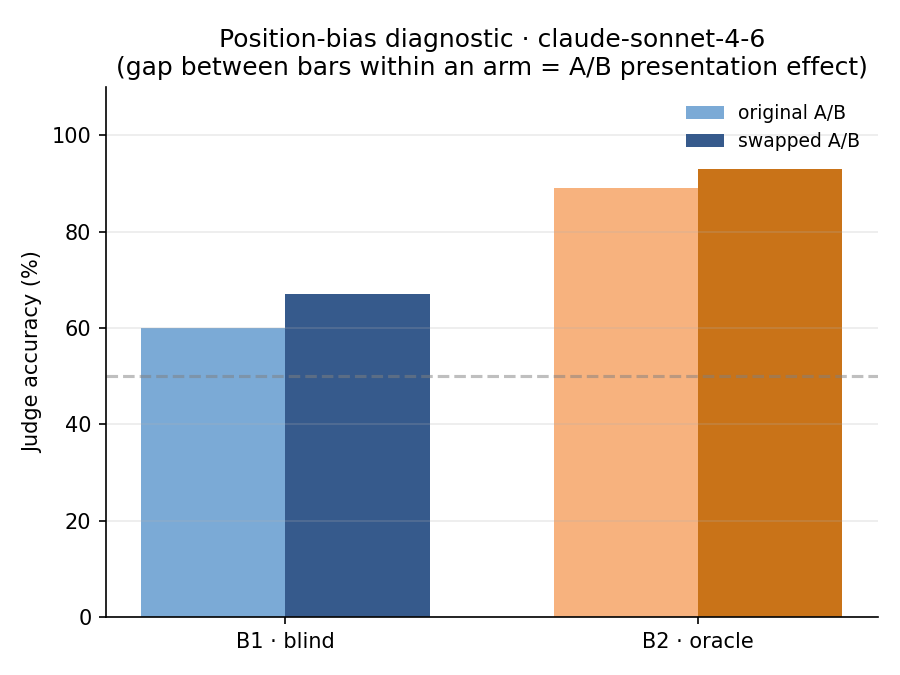 Position-bias diagnostic · claude-sonnet-4-6
(gap between bars within an arm = A/B presentation effect)
original A/B
swapped A/B
Judge accuracy (%)
100
80
60
40
20
0
B1 · blind
B2 · oracle